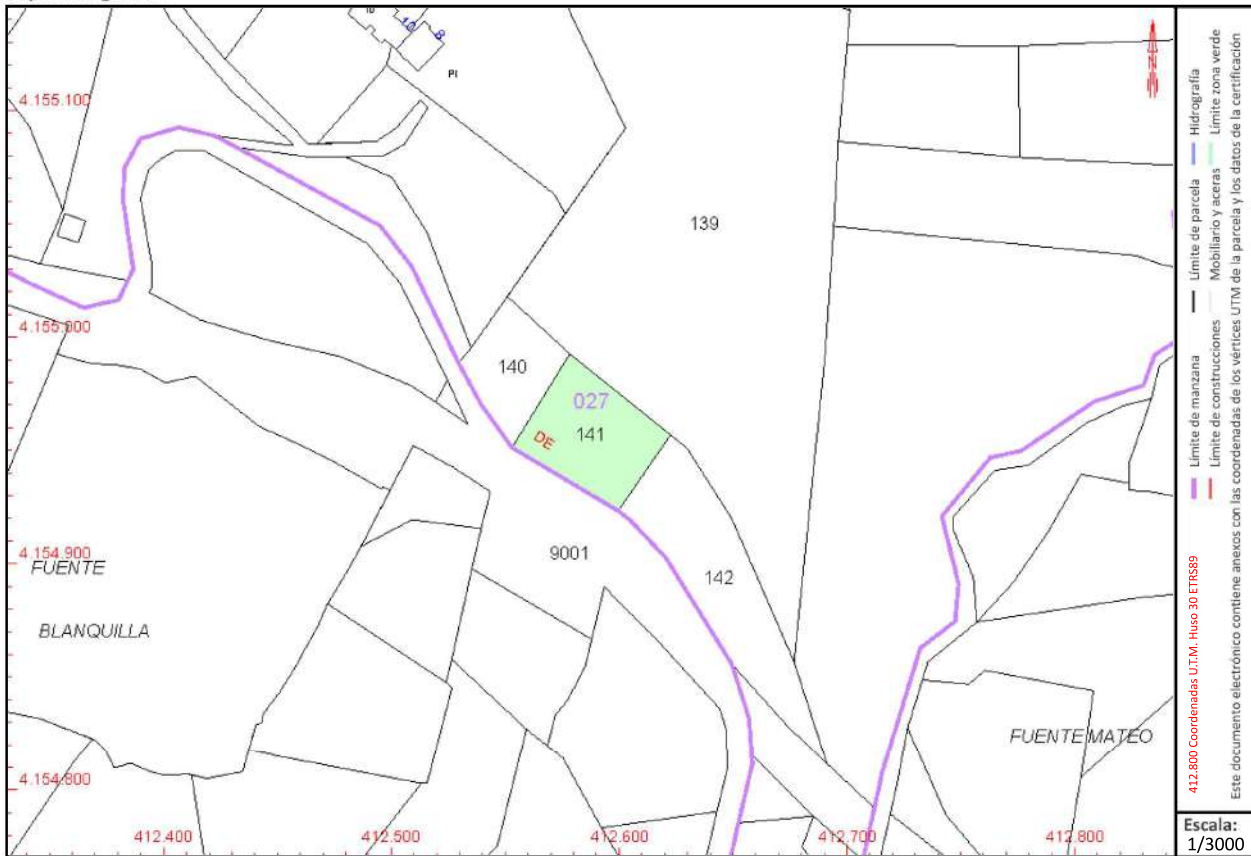 10
8
PI
4.155.100
139
4.155.000
140
027
141
DE
4.154.900
FUENTE
BLANQUILLA
9001
142
FUENTE MATEO
4.154.800
412.400
412.500
412.600
412.700
412.800
412.800 Coordenadas U.T.M. Huso 30 ETRS89
Límite de manzana
Límite de parcela
Hidrografía
Límite de construcciones
Mobiliario y aceras
Límite zona verde
Este documento electrónico contiene anexos con las coordenadas de los vértices UTM de la parcela y los datos de la certificación
Escala:
1/3000